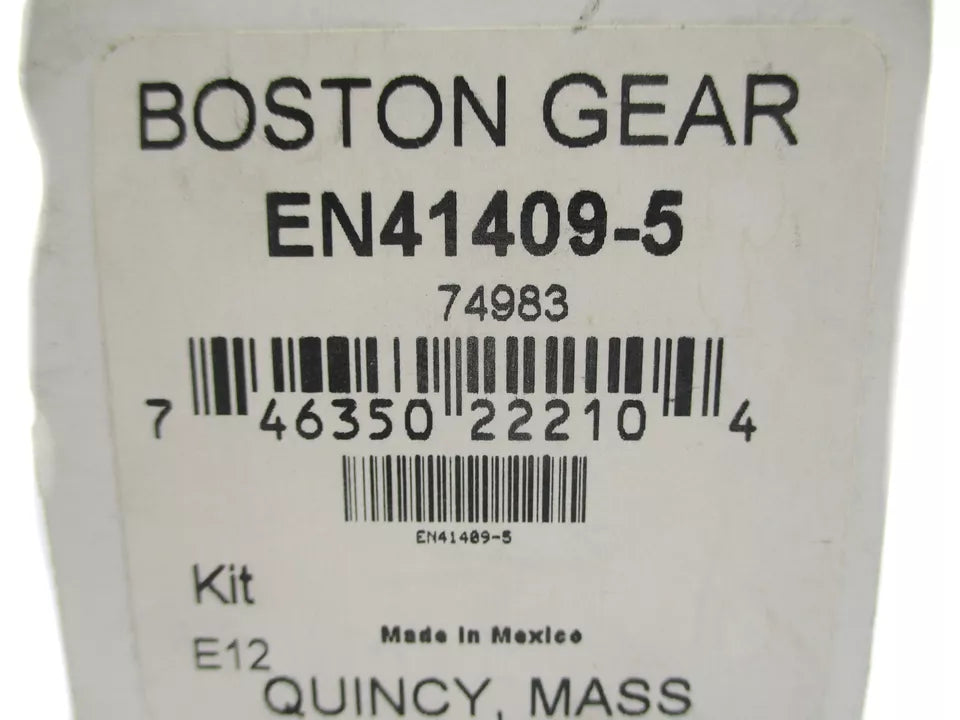 BOSTON GEAR
EN41409-5
74983
7 46350 22210 4
EN41409-5
Kit
Made in Mexico
E12
QUINCY, MASS